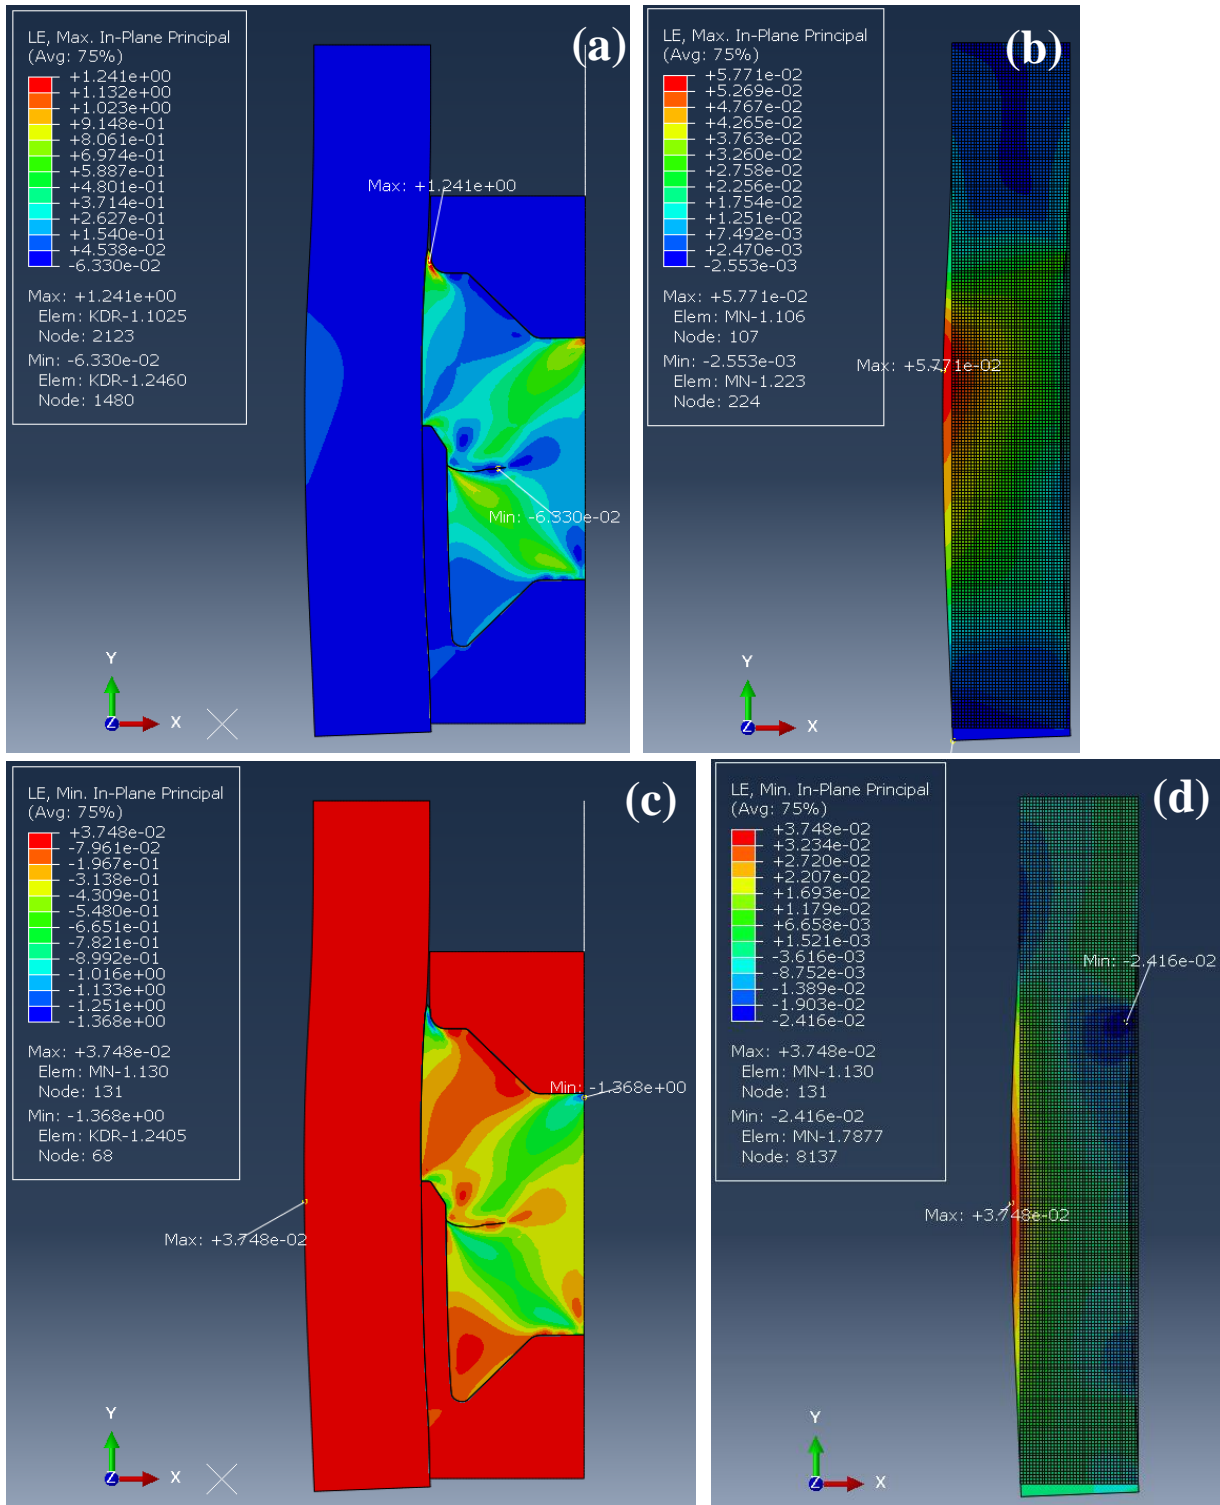 LE, Max. In-Plane Principal
(Avg: 75%)
+1.241e+00
+1.132e+00
+1.023e+00
+9.148e-01
+8.061e-01
+6.974e-01
+5.887e-01
+4.801e-01
+3.714e-01
+2.627e-01
+1.540e-01
+4.538e-02
-6.330e-02
Max: +1.241e+00
Elem: KDR-1.1025
Node: 2123
Min: -6.330e-02
Elem: KDR-1.2460
Node: 1480
(a)
Max: +1.241e+00
Min: -6.330e-02
Y
Z
X
LE, Max. In-Plane Principal
(Avg: 75%)
+5.771e-02
+5.269e-02
+4.767e-02
+4.265e-02
+3.763e-02
+3.260e-02
+2.758e-02
+2.256e-02
+1.754e-02
+1.251e-02
+7.492e-03
+2.470e-03
-2.553e-03
Max: +5.771e-02
Elem: MN-1.106
Node: 107
Min: -2.553e-03
Elem: MN-1.223
Node: 224
(b)
Max: +5.771e-02
Y
Z
X
LE, Min. In-Plane Principal
(Avg: 75%)
+3.748e-02
-7.961e-02
-1.967e-01
-3.138e-01
-4.309e-01
-5.480e-01
-6.651e-01
-7.821e-01
-8.992e-01
-1.016e+00
-1.133e+00
-1.251e+00
-1.368e+00
Max: +3.748e-02
Elem: MN-1.130
Node: 131
Min: -1.368e+00
Elem: KDR-1.2405
Node: 68
(c)
Min: -1.368e+00
Max: +3.748e-02
Y
Z
X
LE, Min. In-Plane Principal
(Avg: 75%)
+3.748e-02
+3.234e-02
+2.720e-02
+2.207e-02
+1.693e-02
+1.179e-02
+6.658e-03
+1.521e-03
-3.616e-03
-8.752e-03
-1.389e-02
-1.903e-02
-2.416e-02
Max: +3.748e-02
Elem: MN-1.130
Node: 131
Min: -2.416e-02
Elem: MN-1.7877
Node: 8137
(d)
Min: -2.416e-02
Max: +3.748e-02
Y
Z
X